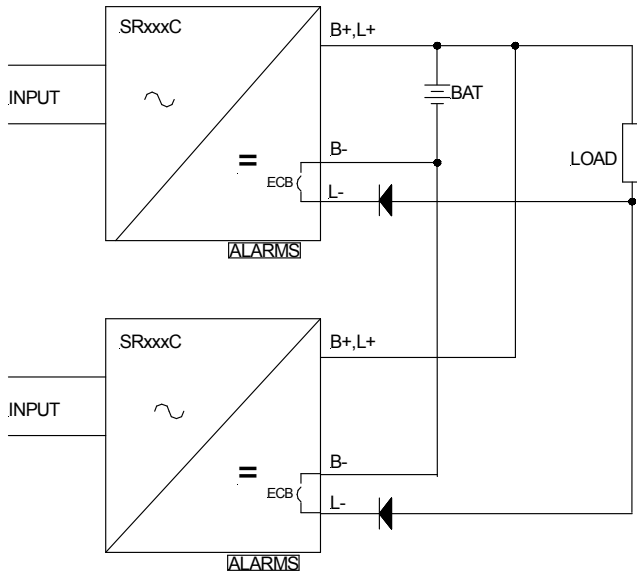 SRxxxC
B+,L+
INPUT
BAT
=
B-
ECB
L-
LOAD
ALARMS
SRxxxC
B+,L+
INPUT
=
B-
ECB
L-
ALARMS